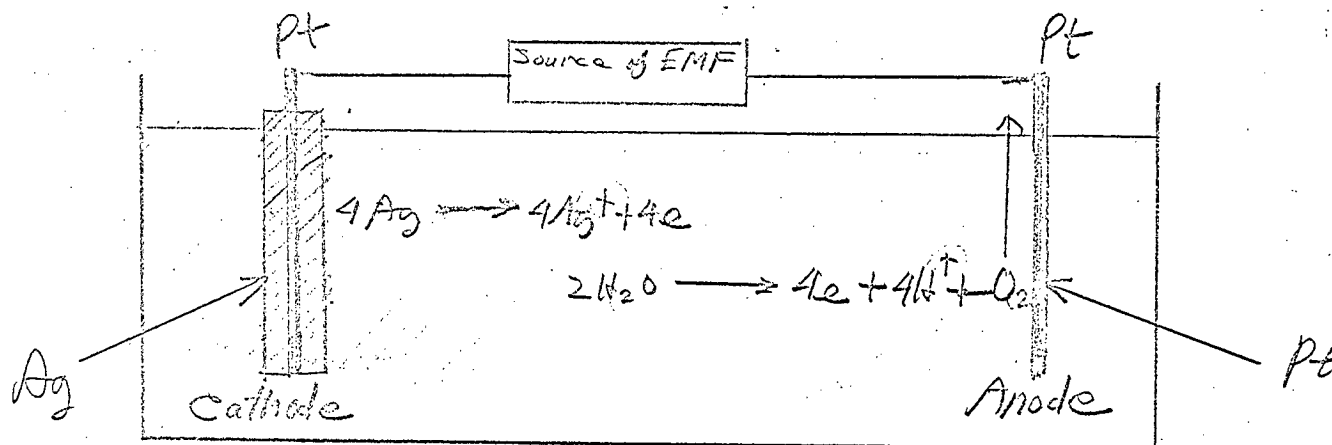 Pt
Source of EMF
Pt
4Ag → 4Ag⁺ + 4e
2H₂O → 4e + 4H⁺ + O₂
Ag
Cathode
Anode
Pt